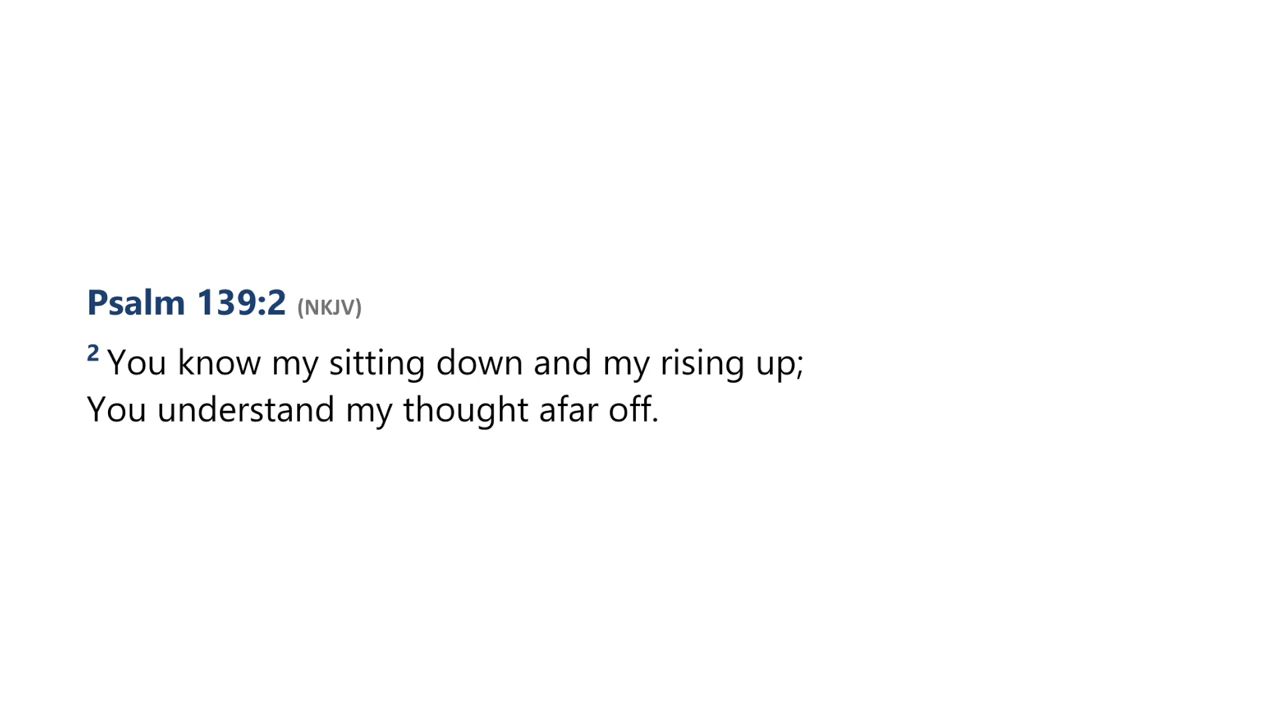 Psalm 139:2 (NKJV)
2 You know my sitting down and my rising up;
You understand my thought afar off.